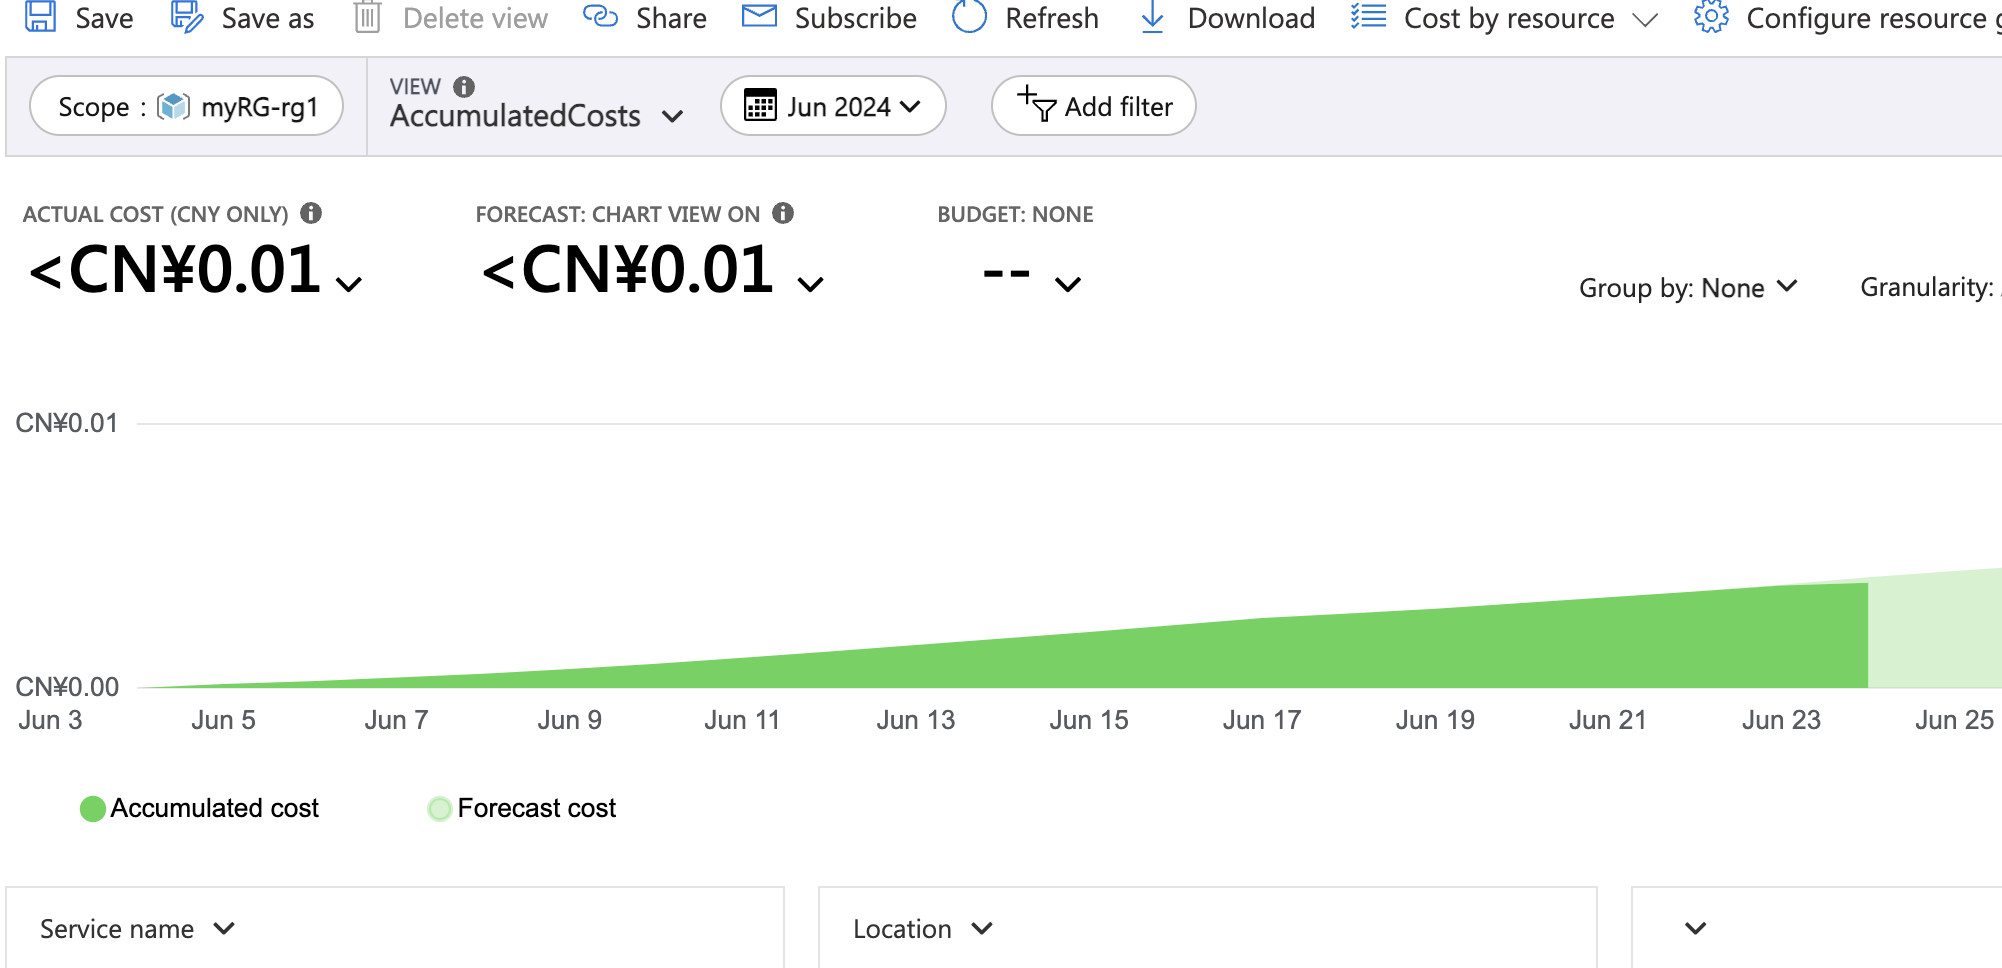 Save Save as Delete view Share Subscribe Refresh Download Cost by resource Configure resource
Scope : myRG-rg1
VIEW
AccumulatedCosts
Jun 2024
Add filter
ACTUAL COST (CNY ONLY)
<CN¥0.01
FORECAST: CHART VIEW ON
<CN¥0.01
BUDGET: NONE
--
Group by: None
Granularity:
CN¥0.01
CN¥0.00
Jun 3 Jun 5 Jun 7 Jun 9 Jun 11 Jun 13 Jun 15 Jun 17 Jun 19 Jun 21 Jun 23 Jun 25
Accumulated cost Forecast cost
Service name
Location